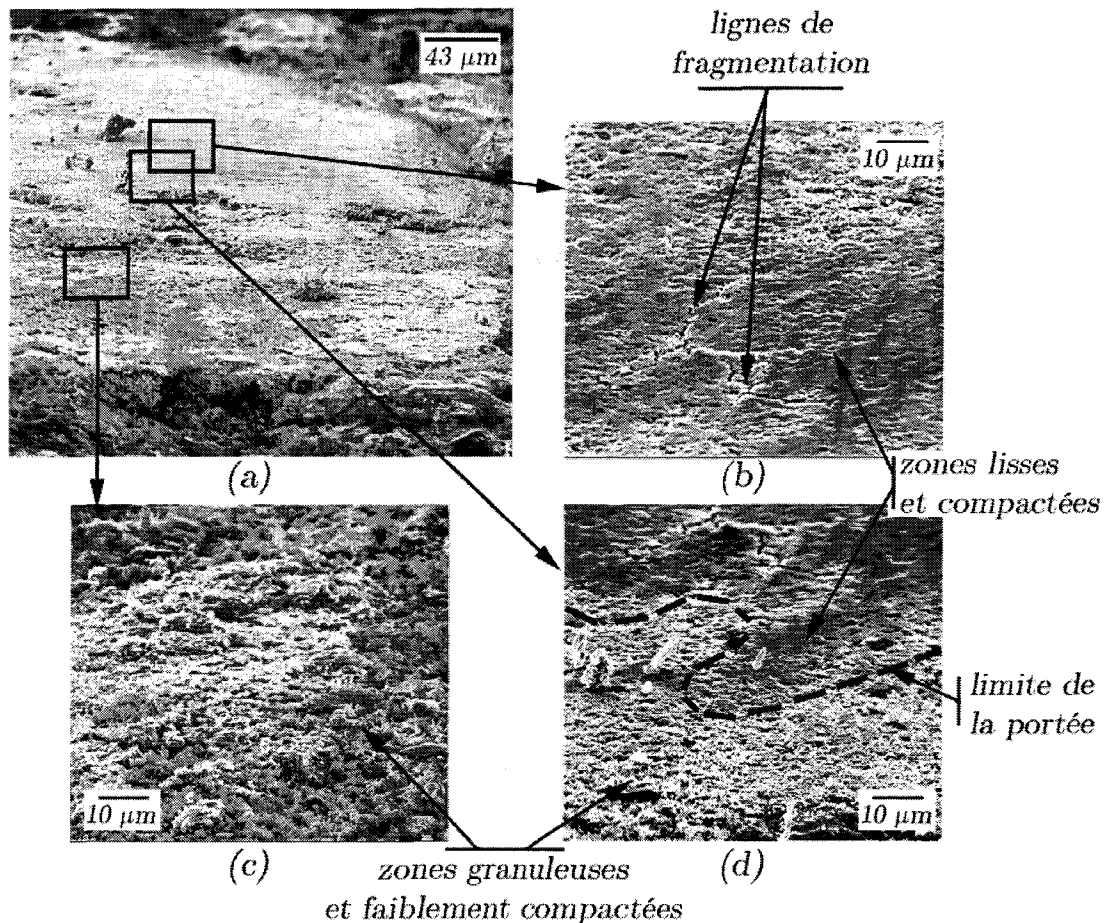 lignes de
fragmentation
43 μm
10 μm
(a)
(b)
zones lisses
et compactées
limite de
la portée
10 μm
10 μm
(c)
(d)
zones granuleuses
et faiblement compactées